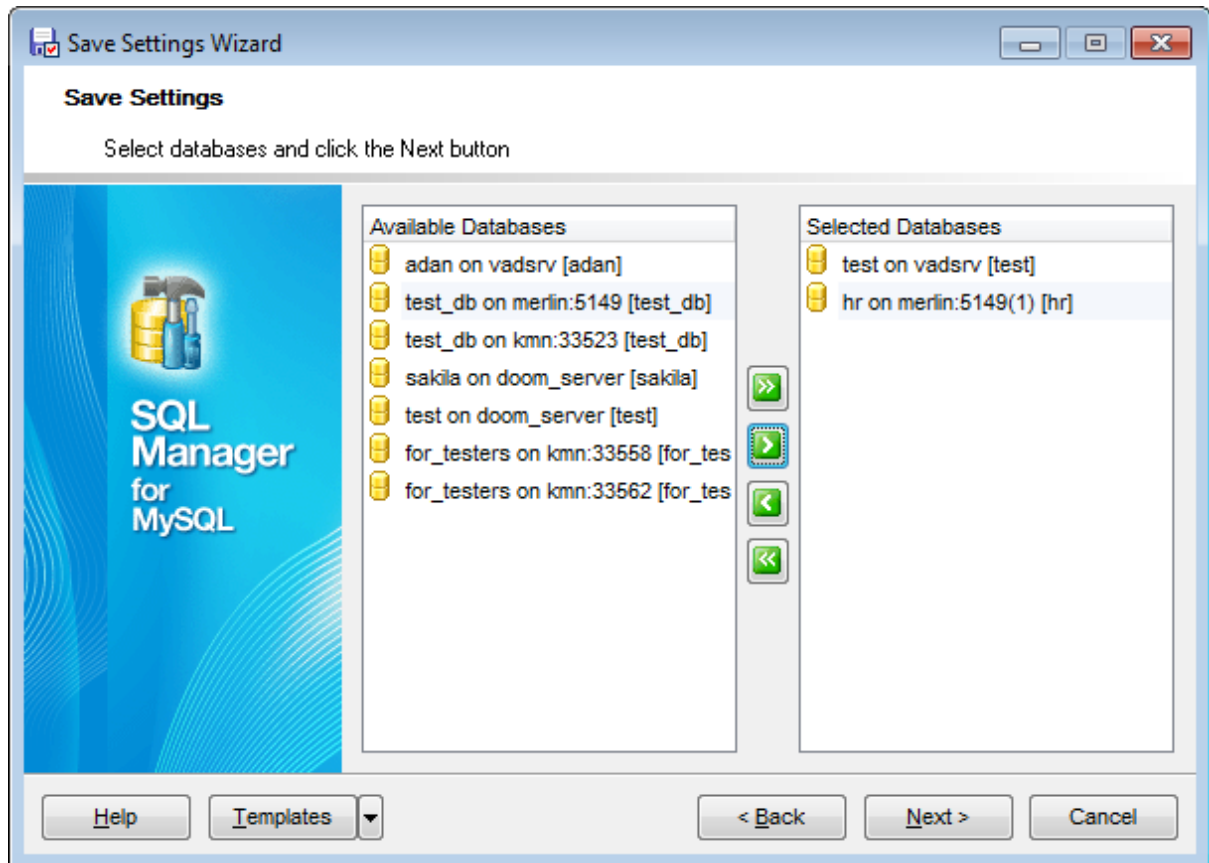 Save Settings Wizard
Save Settings
Select databases and click the Next button
SQL
Manager
for
MySQL
Available Databases
adan on vadsrv [adan]
test_db on merlin:5149 [test_db]
test_db on kmn:33523 [test_db]
sakila on doom_server [sakila]
test on doom_server [test]
for_testers on kmn:33558 [for_tes
for_testers on kmn:33562 [for_tes
Selected Databases
test on vadsrv [test]
hr on merlin:5149(1) [hr]
Help
Templates
< Back
Next >
Cancel